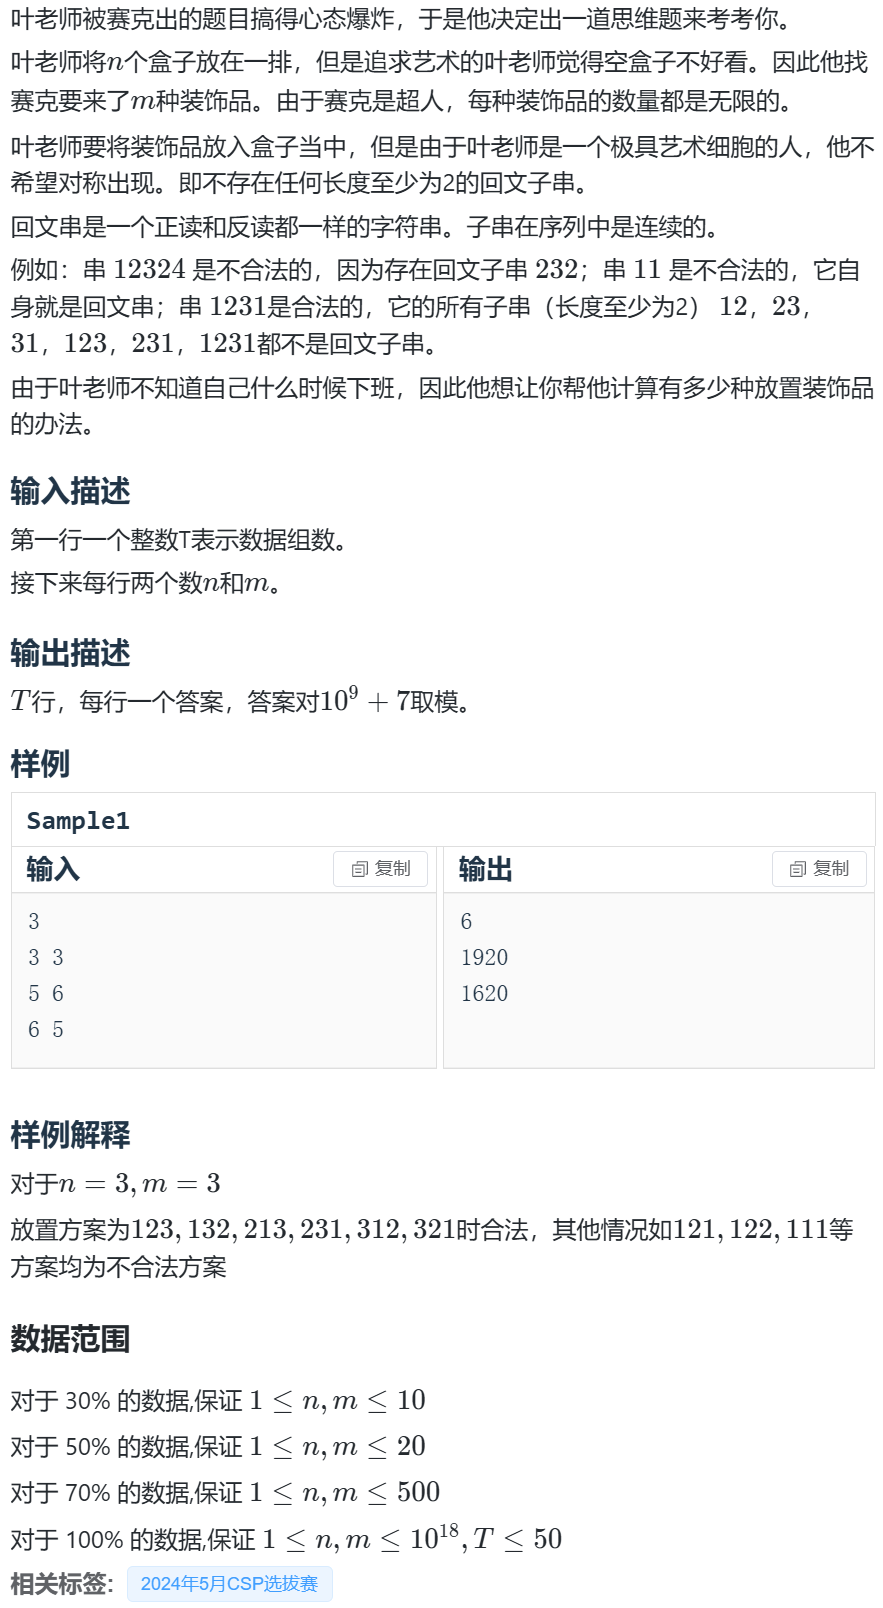 叶老师被赛克出的题目搞得心态爆炸，于是他决定出一道思维题来考考你。
叶老师将n个盒子放在一排，但是追求艺术的叶老师觉得空盒子不好看。因此他找
赛克要来了m种装饰品。由于赛克是超人，每种装饰品的数量都是无限的。
叶老师要将装饰品放入盒子当中，但是由于叶老师是一个极具艺术细胞的人，他不
希望对称出现。即不存在任何长度至少为2的回文子串。
回文串是一个正读和反读都一样的字符串。子串在序列中是连续的。
例如：串 12324 是不合法的，因为存在回文子串 232；串 11 是不合法的，它自
身就是回文串；串 1231是合法的，它的所有子串（长度至少为2） 12，23，
31，123，231，1231都不是回文子串。
由于叶老师不知道自己什么时候下班，因此他想让你帮他计算有多少种放置装饰品
的办法。
输入描述
第一行一个整数T表示数据组数。
接下来每行两个数n和m。
输出描述
T行，每行一个答案，答案对10^9 + 7取模。
样例
Sample1
输入 复制 输出 复制
3 6
3 3 1920
5 6 1620
6 5
样例解释
对于n = 3, m = 3
放置方案为123, 132, 213, 231, 312, 321时合法，其他情况如121, 122, 111等
方案均为不合法方案
数据范围
对于 30% 的数据,保证 1 ≤ n, m ≤ 10
对于 50% 的数据,保证 1 ≤ n, m ≤ 20
对于 70% 的数据,保证 1 ≤ n, m ≤ 500
对于 100% 的数据,保证 1 ≤ n, m ≤ 10^18, T ≤ 50
相关标签: 2024年5月CSP选拔赛